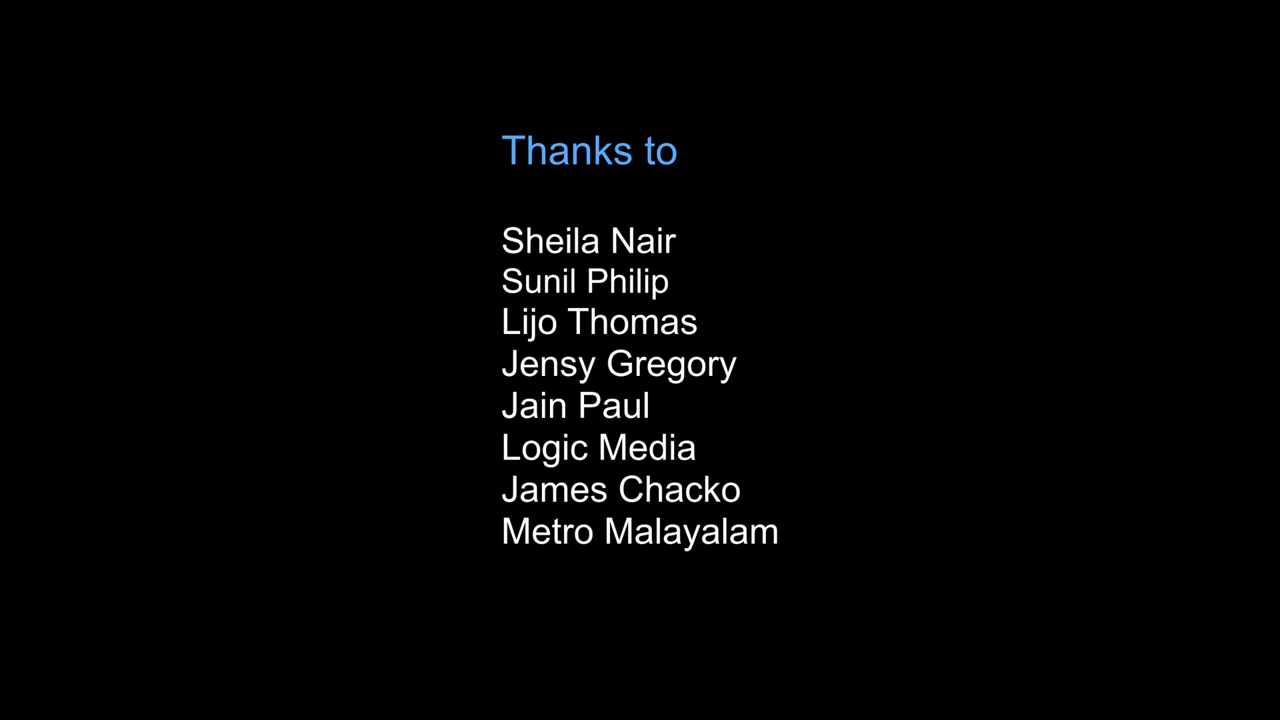 Thanks to
Sheila Nair
Sunil Philip
Lijo Thomas
Jensy Gregory
Jain Paul
Logic Media
James Chacko
Metro Malayalam